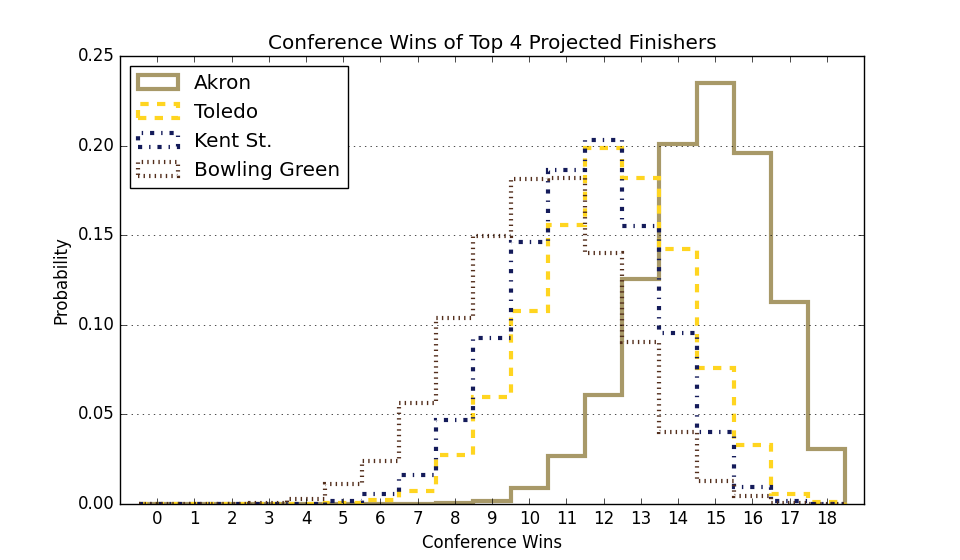 Conference Wins of Top 4 Projected Finishers
0.25
0.20
0.15
0.10
0.05
0.00
Probability
Akron
Toledo
Kent St.
Bowling Green
0 1 2 3 4 5 6 7 8 9 10 11 12 13 14 15 16 17 18
Conference Wins